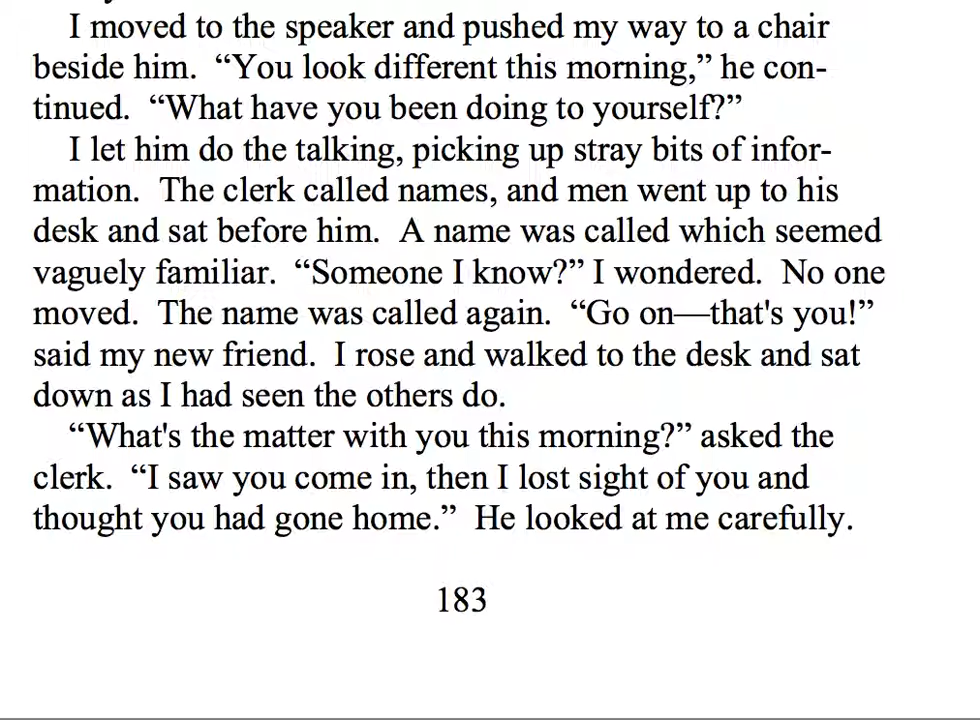 I moved to the speaker and pushed my way to a chair
beside him. “You look different this morning,” he con-
tinued. “What have you been doing to yourself?”
I let him do the talking, picking up stray bits of infor-
mation. The clerk called names, and men went up to his
desk and sat before him. A name was called which seemed
vaguely familiar. “Someone I know?” I wondered. No one
moved. The name was called again. “Go on—that's you!”
said my new friend. I rose and walked to the desk and sat
down as I had seen the others do.
“What's the matter with you this morning?” asked the
clerk. “I saw you come in, then I lost sight of you and
thought you had gone home.” He looked at me carefully.
183